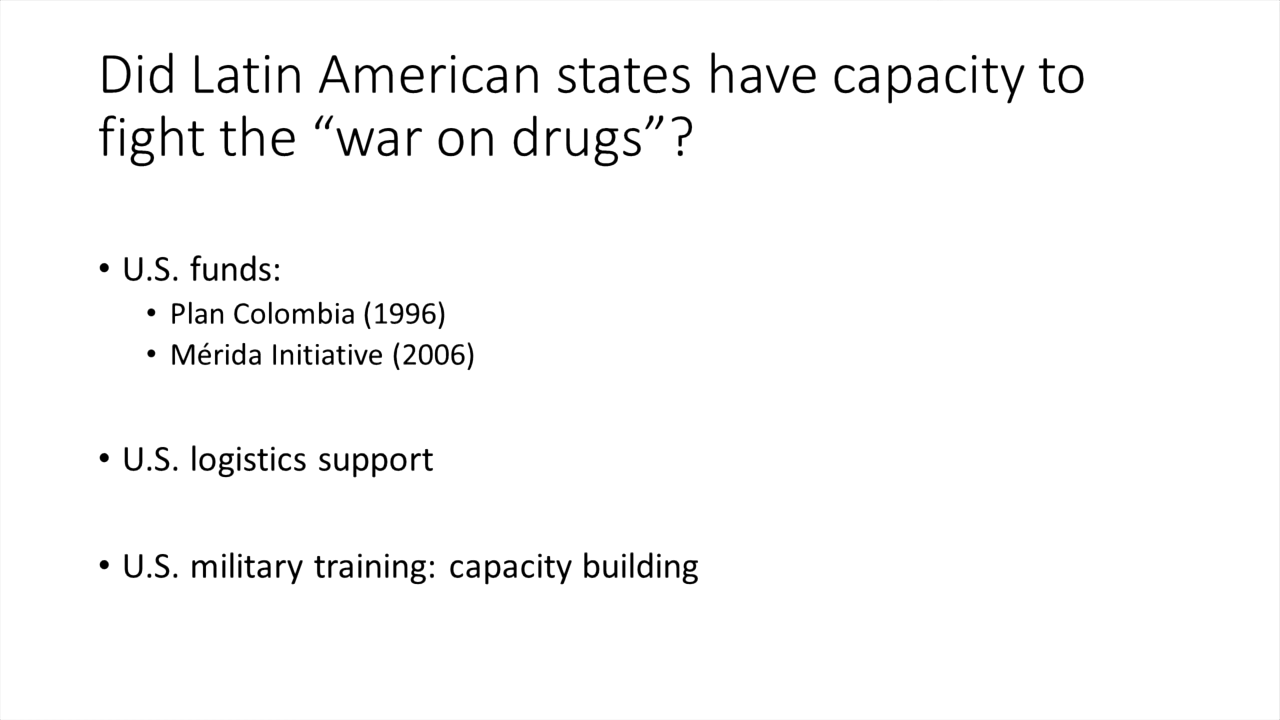 Did Latin American states have capacity to
fight the “war on drugs”?
• U.S. funds:
• Plan Colombia (1996)
• Mérida Initiative (2006)
• U.S. logistics support
• U.S. military training: capacity building